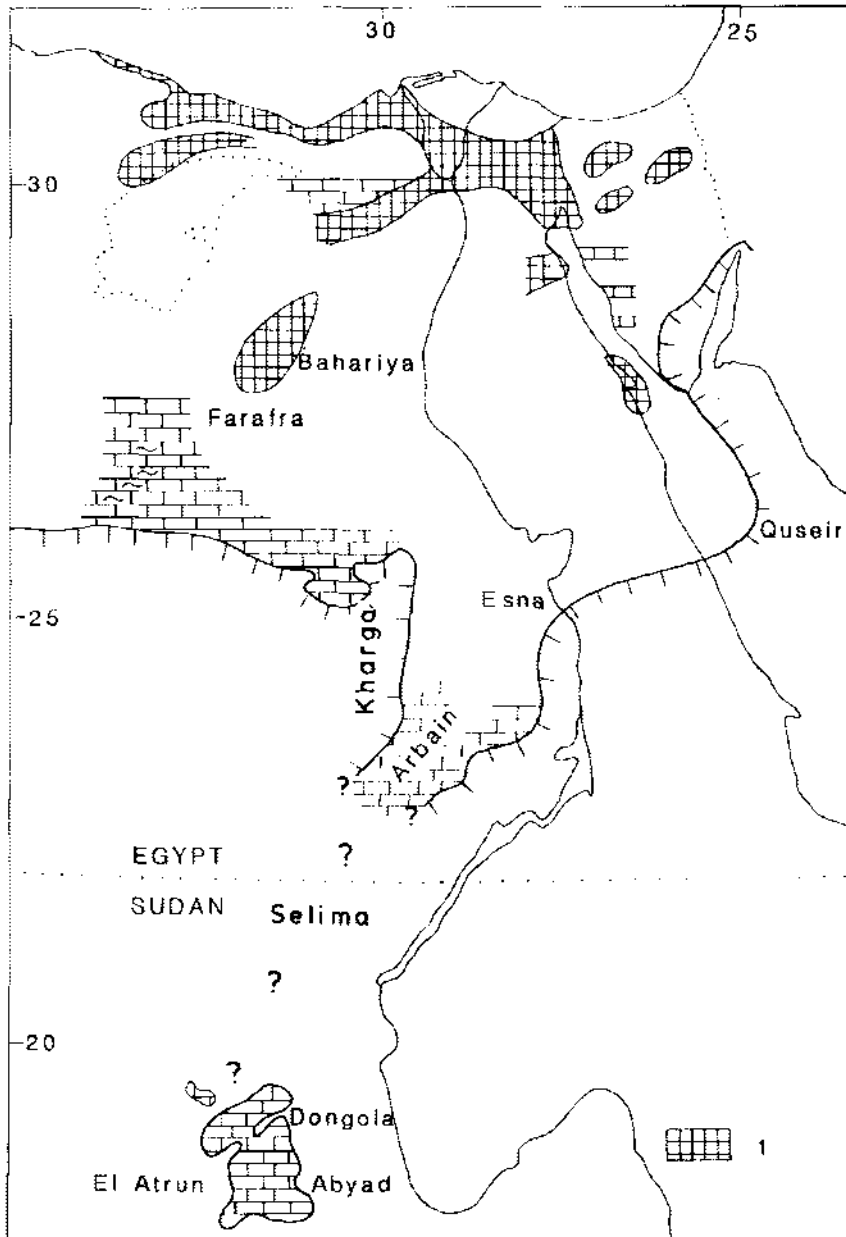 30 25
-30
Bahariya
Farafra
Quseir
Esna
-25
Kharga
Arbain
?
?
?
EGYPT
SUDAN
Selima
?
-20
?
Dongola
El Atrun Abyad
1